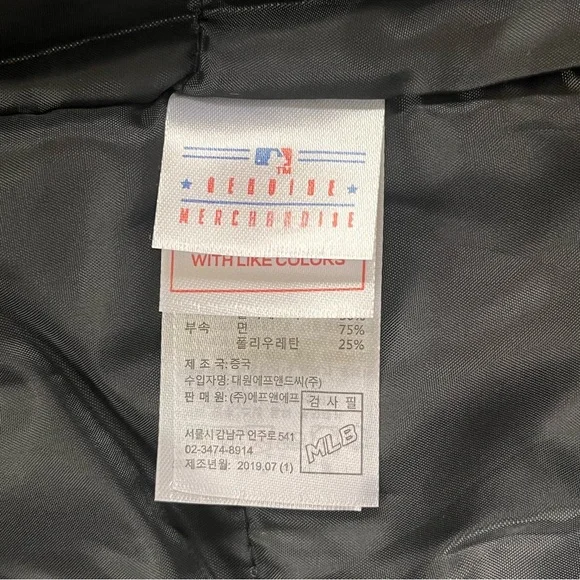 TM
GENUINE
MERCHANDISE
WITH LIKE COLORS
부속 면 75%
폴리우레탄 25%
제 조 국:중국
수입자명: 대원에프앤드씨(주)
판 매 원: (주)에프앤에프
검 사 필
MLB
서울시 강남구 언주로 541
02-3474-8914
제조년월: 2019.07 (1)